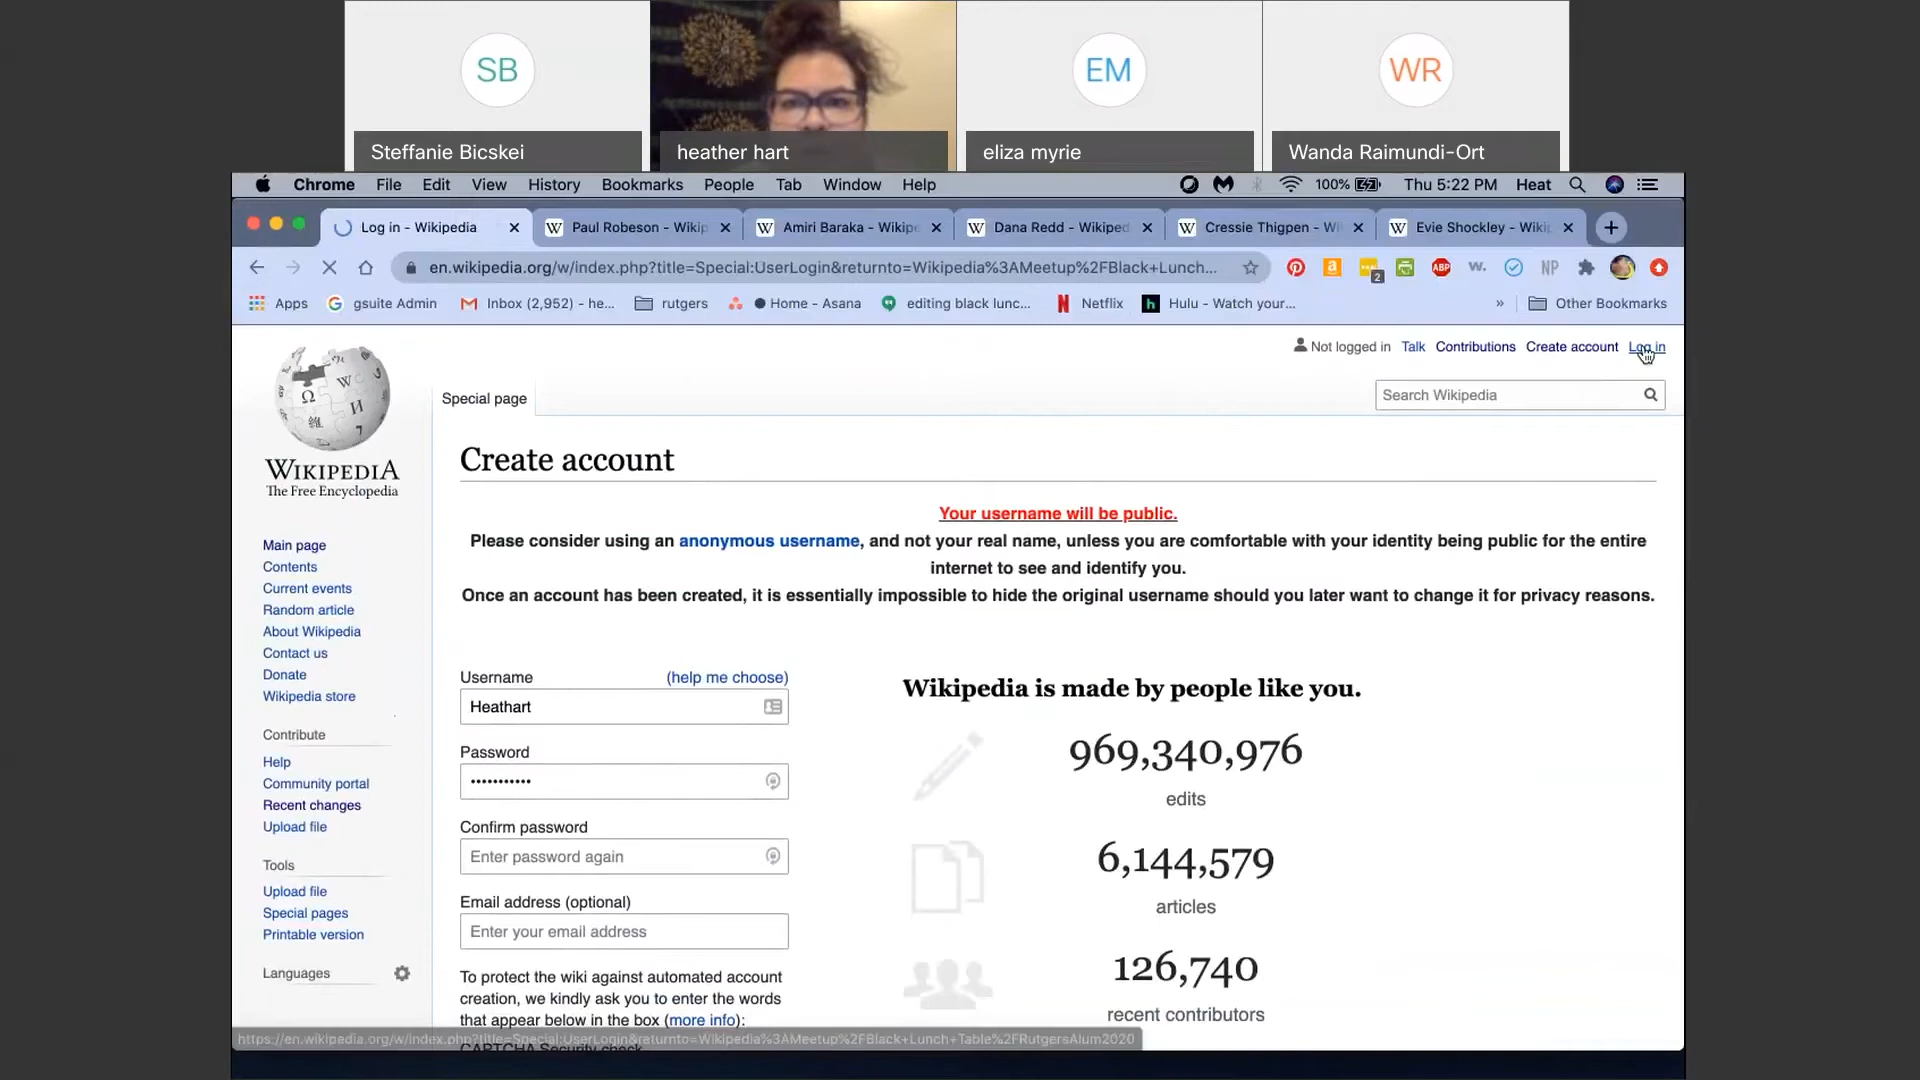 SB
EM
WR
Steffanie Bicskei
heather hart
eliza myrie
Wanda Raimundi-Ort
Chrome File Edit View History Bookmarks People Tab Window Help 100% Thu 5:22 PM Heat
Log in - Wikipedia
Paul Robeson - Wikip
Amiri Baraka - Wikipe
Dana Redd - Wikiped
Cressie Thigpen - Wi
Evie Shockley - Wikip
en.wikipedia.org/w/index.php?title=Special:UserLogin&returnto=Wikipedia%3AMeetup%2FBlack+Lunch...
2
ABP
w.
NP
Apps
gsuite Admin
Inbox (2,952) - he...
rutgers
Home - Asana
editing black lunc...
Netflix
Hulu - Watch your...
»
Other Bookmarks
Not logged in Talk Contributions Create account Log in
Special page
Search Wikipedia
WIKIPEDIA
The Free Encyclopedia
Main page
Contents
Current events
Random article
About Wikipedia
Contact us
Donate
Wikipedia store
Contribute
Help
Community portal
Recent changes
Upload file
Tools
Upload file
Special pages
Printable version
Languages
Create account
Your username will be public.
Please consider using an anonymous username, and not your real name, unless you are comfortable with your identity being public for the entire
internet to see and identify you.
Once an account has been created, it is essentially impossible to hide the original username should you later want to change it for privacy reasons.
Username (help me choose)
Heathart
Password
•••••••••••
Confirm password
Enter password again
Email address (optional)
Enter your email address
To protect the wiki against automated account
creation, we kindly ask you to enter the words
that appear below in the box (more info):
CAPTCHA Security check
Wikipedia is made by people like you.
969,340,976
edits
6,144,579
articles
126,740
recent contributors
https://en.wikipedia.org/w/index.php?title=Special:UserLogin&returnto=Wikipedia%3AMeetup%2FBlack+Lunch+Table%2FRutgersAlum2020